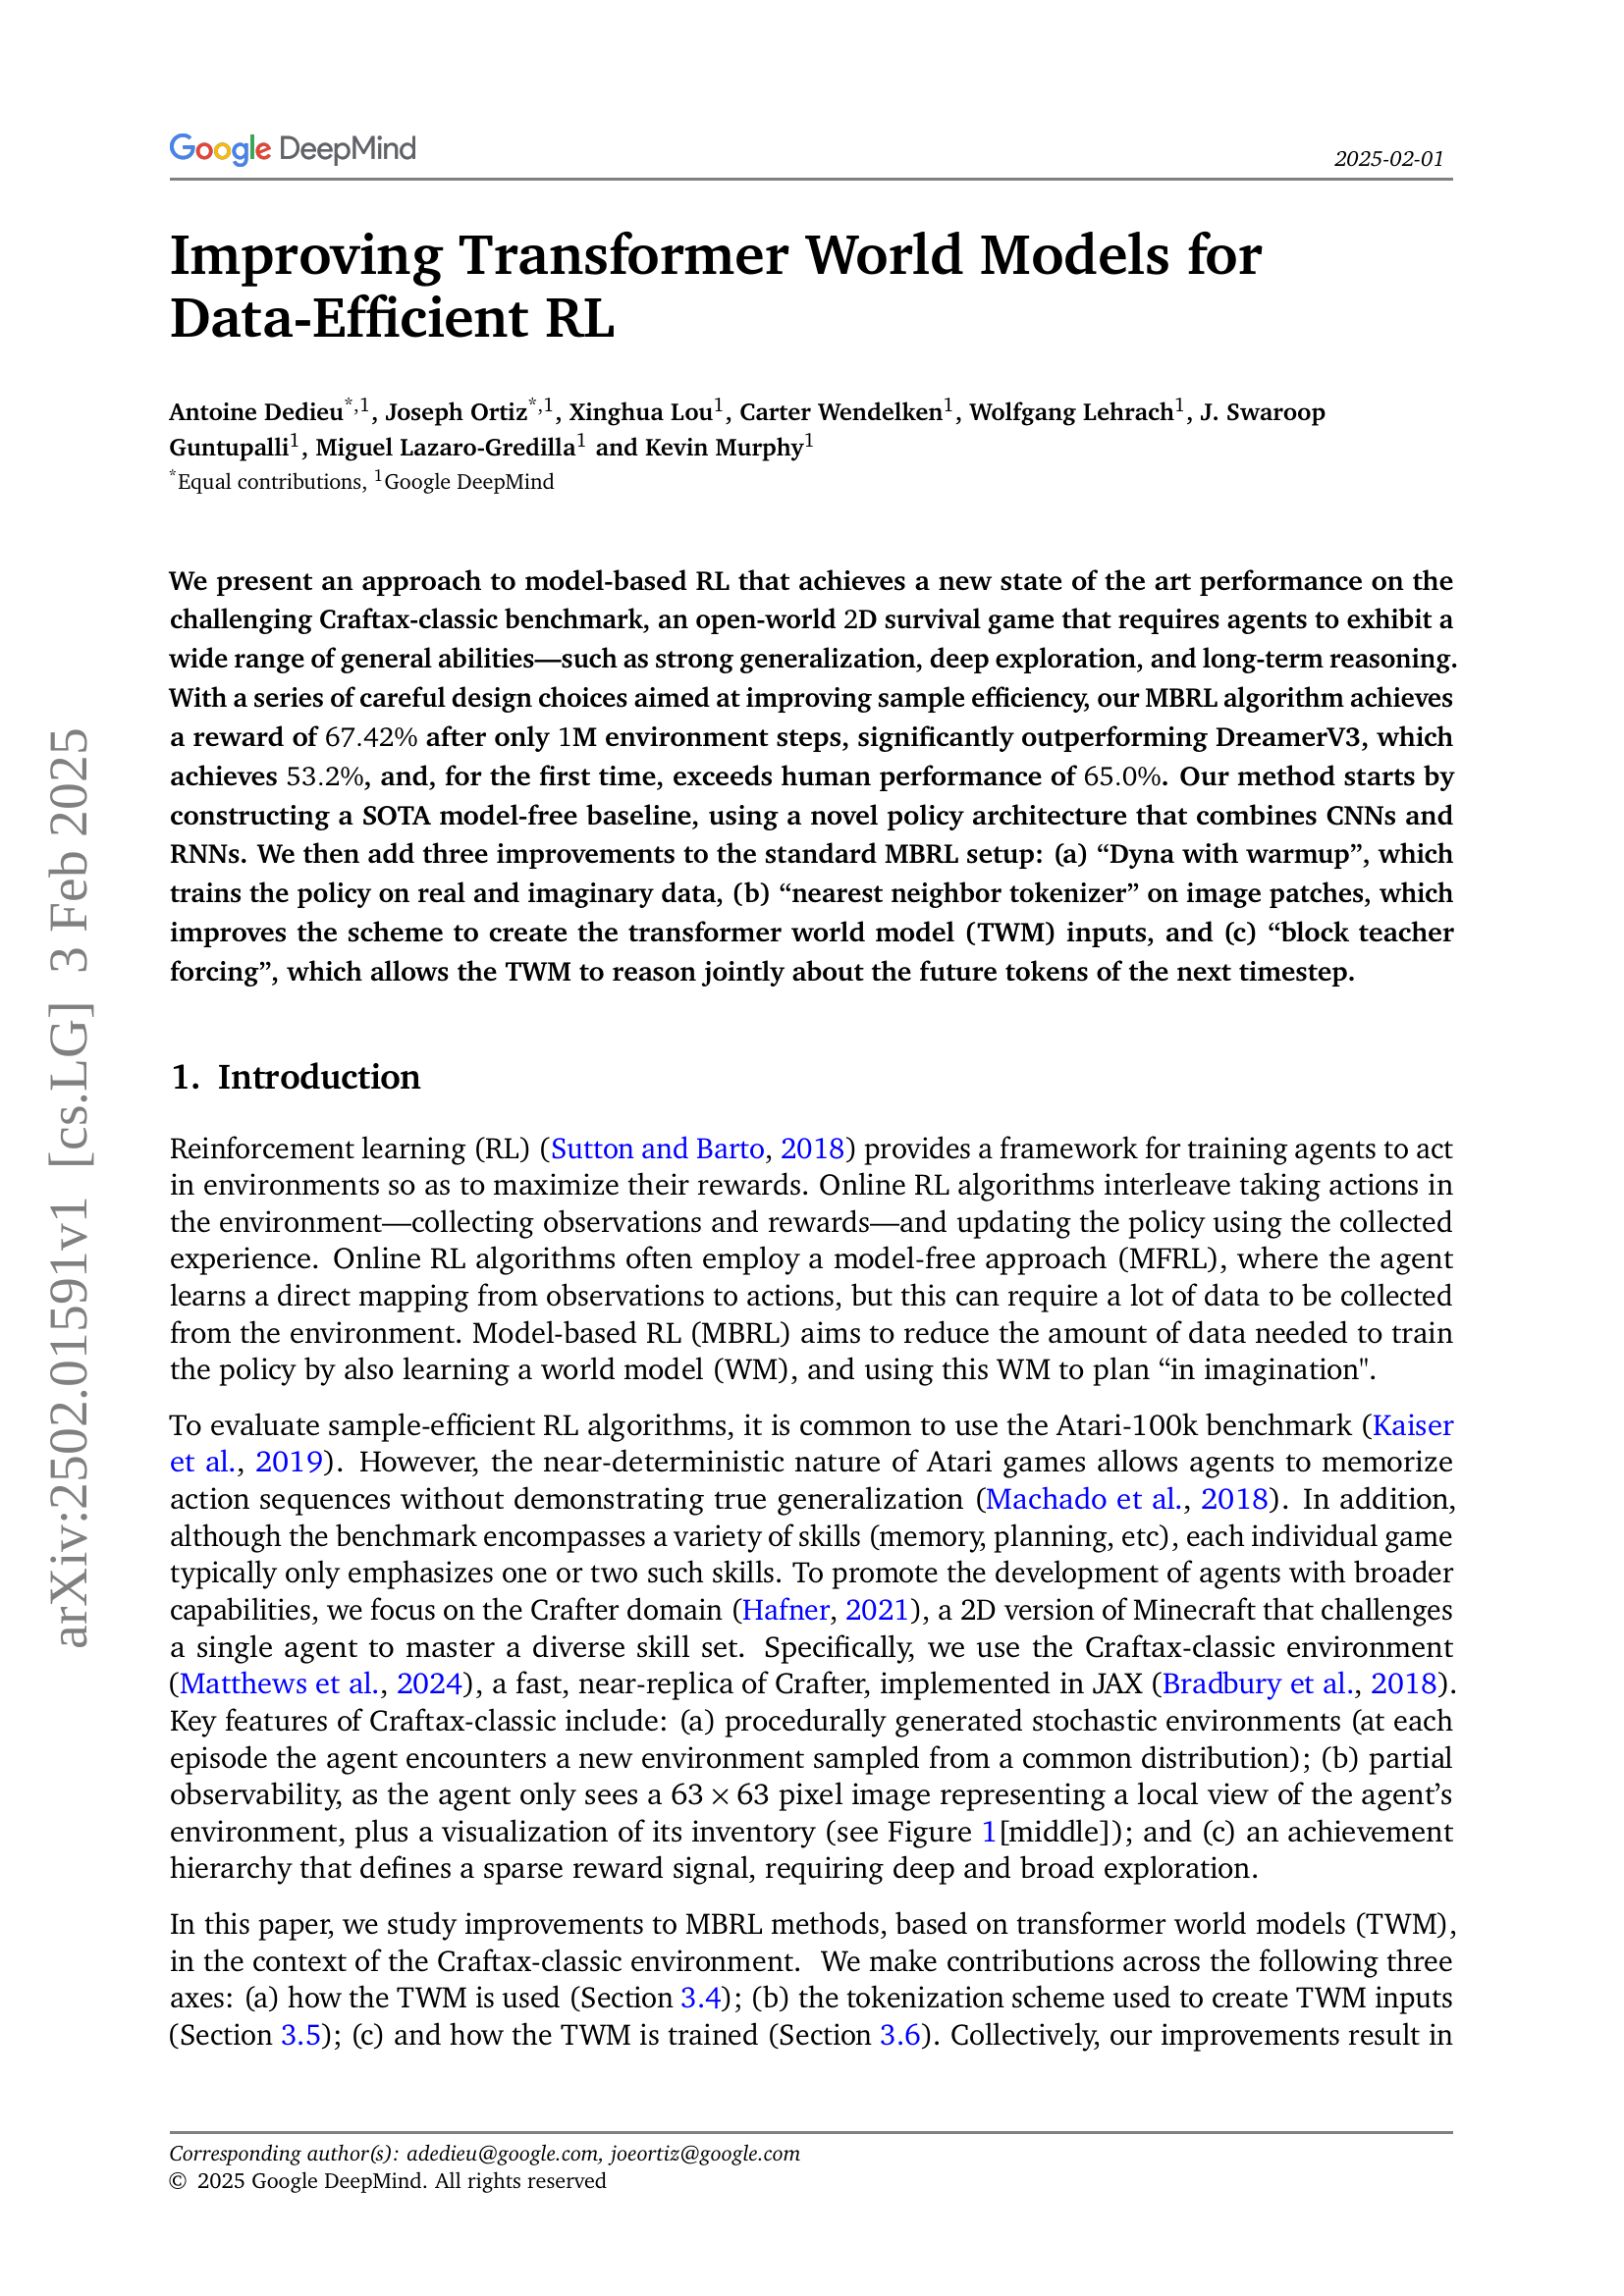 Google DeepMind
2025-02-01
Improving Transformer World Models for
Data-Efficient RL
Antoine Dedieu*,1, Joseph Ortiz*,1, Xinghua Lou1, Carter Wendelken1, Wolfgang Lehrach1, J. Swaroop
Guntupalli1, Miguel Lazaro-Gredilla1 and Kevin Murphy1
*Equal contributions, 1Google DeepMind
We present an approach to model-based RL that achieves a new state of the art performance on the
challenging Craftax-classic benchmark, an open-world 2D survival game that requires agents to exhibit a
wide range of general abilities—such as strong generalization, deep exploration, and long-term reasoning.
With a series of careful design choices aimed at improving sample efficiency, our MBRL algorithm achieves
a reward of 67.42% after only 1M environment steps, significantly outperforming DreamerV3, which
achieves 53.2%, and, for the first time, exceeds human performance of 65.0%. Our method starts by
constructing a SOTA model-free baseline, using a novel policy architecture that combines CNNs and
RNNs. We then add three improvements to the standard MBRL setup: (a) “Dyna with warmup”, which
trains the policy on real and imaginary data, (b) “nearest neighbor tokenizer” on image patches, which
improves the scheme to create the transformer world model (TWM) inputs, and (c) “block teacher
forcing”, which allows the TWM to reason jointly about the future tokens of the next timestep.
1. Introduction
Reinforcement learning (RL) (Sutton and Barto, 2018) provides a framework for training agents to act
in environments so as to maximize their rewards. Online RL algorithms interleave taking actions in
the environment—collecting observations and rewards—and updating the policy using the collected
experience. Online RL algorithms often employ a model-free approach (MFRL), where the agent
learns a direct mapping from observations to actions, but this can require a lot of data to be collected
from the environment. Model-based RL (MBRL) aims to reduce the amount of data needed to train
the policy by also learning a world model (WM), and using this WM to plan “in imagination".
To evaluate sample-efficient RL algorithms, it is common to use the Atari-100k benchmark (Kaiser
et al., 2019). However, the near-deterministic nature of Atari games allows agents to memorize
action sequences without demonstrating true generalization (Machado et al., 2018). In addition,
although the benchmark encompasses a variety of skills (memory, planning, etc), each individual game
typically only emphasizes one or two such skills. To promote the development of agents with broader
capabilities, we focus on the Crafter domain (Hafner, 2021), a 2D version of Minecraft that challenges
a single agent to master a diverse skill set. Specifically, we use the Craftax-classic environment
(Matthews et al., 2024), a fast, near-replica of Crafter, implemented in JAX (Bradbury et al., 2018).
Key features of Craftax-classic include: (a) procedurally generated stochastic environments (at each
episode the agent encounters a new environment sampled from a common distribution); (b) partial
observability, as the agent only sees a 63 × 63 pixel image representing a local view of the agent’s
environment, plus a visualization of its inventory (see Figure 1[middle]); and (c) an achievement
hierarchy that defines a sparse reward signal, requiring deep and broad exploration.
In this paper, we study improvements to MBRL methods, based on transformer world models (TWM),
in the context of the Craftax-classic environment. We make contributions across the following three
axes: (a) how the TWM is used (Section 3.4); (b) the tokenization scheme used to create TWM inputs
(Section 3.5); (c) and how the TWM is trained (Section 3.6). Collectively, our improvements result in
Corresponding author(s): adedieu@google.com, joeortiz@google.com
© 2025 Google DeepMind. All rights reserved
arXiv:2502.01591v1 [cs.LG] 3 Feb 2025